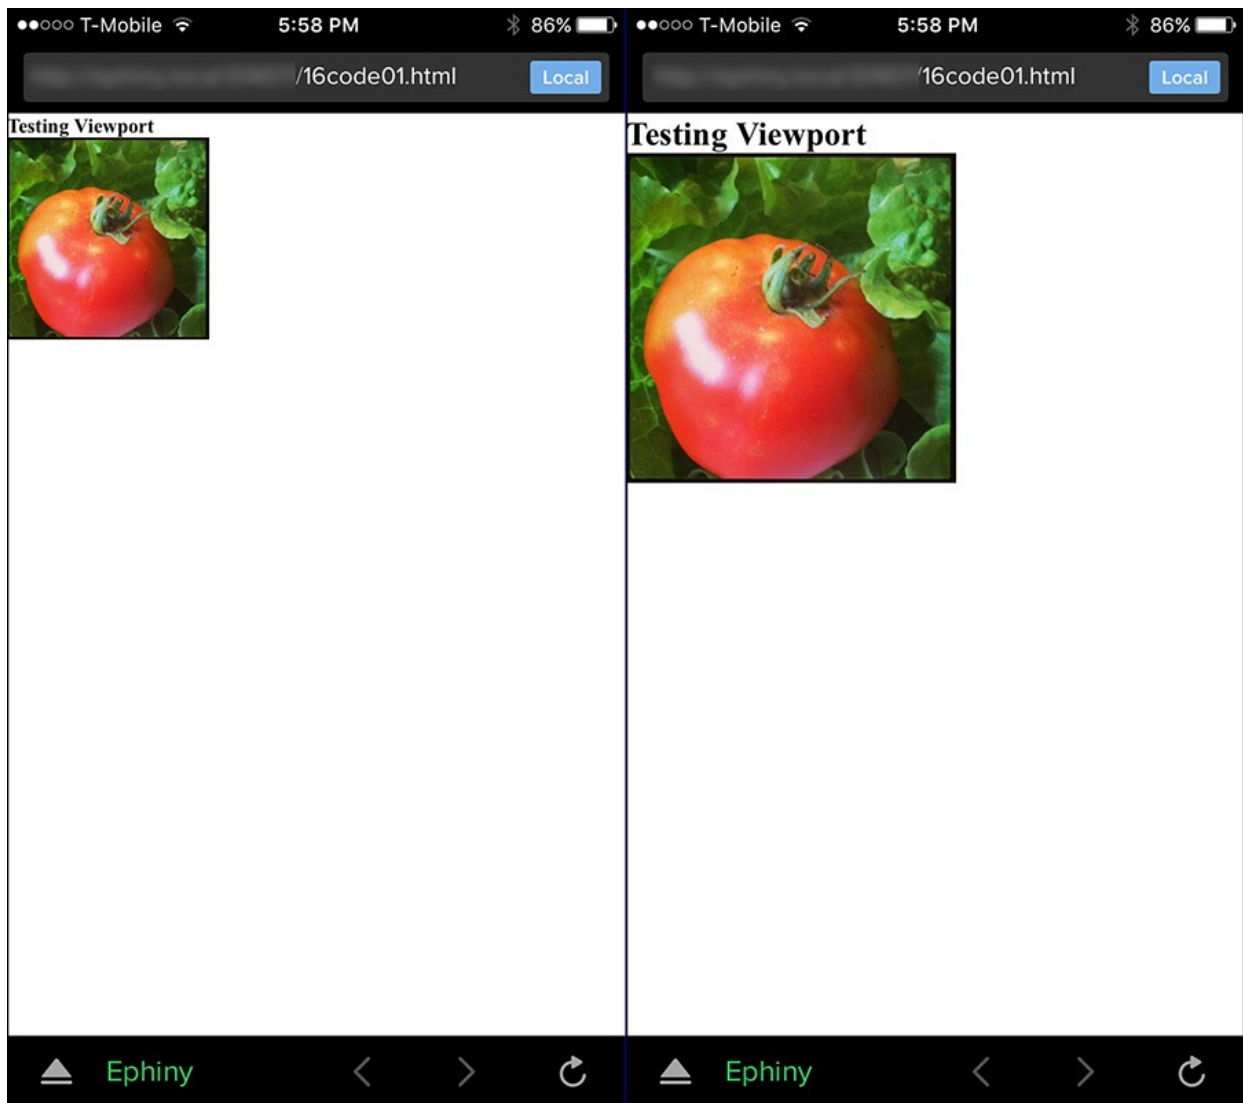 ●●○○○ T-Mobile 5:58 PM 86%
/16code01.html Local
Testing Viewport
Ephiny
●●○○○ T-Mobile 5:58 PM 86%
/16code01.html Local
Testing Viewport
Ephiny